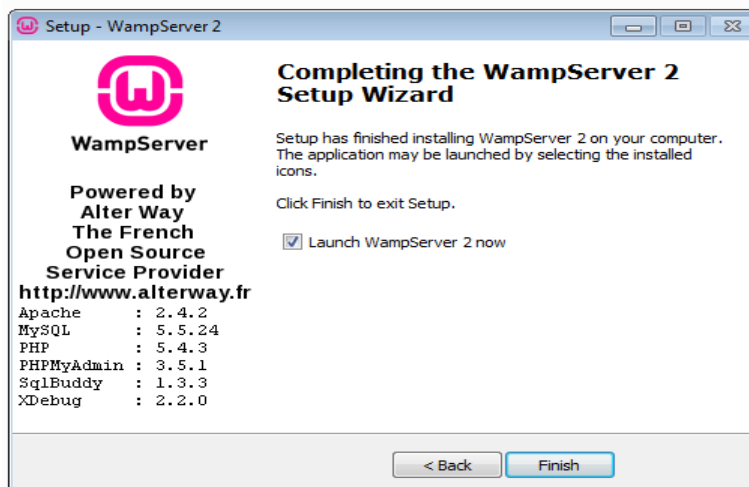 Setup - WampServer 2
WampServer
Powered by
Alter Way
The French
Open Source
Service Provider
http://www.alterway.fr
Apache : 2.4.2
MySQL : 5.5.24
PHP : 5.4.3
PHPMyAdmin : 3.5.1
SqlBuddy : 1.3.3
XDebug : 2.2.0
Completing the WampServer 2
Setup Wizard
Setup has finished installing WampServer 2 on your computer.
The application may be launched by selecting the installed
icons.
Click Finish to exit Setup.
Launch WampServer 2 now
< Back
Finish